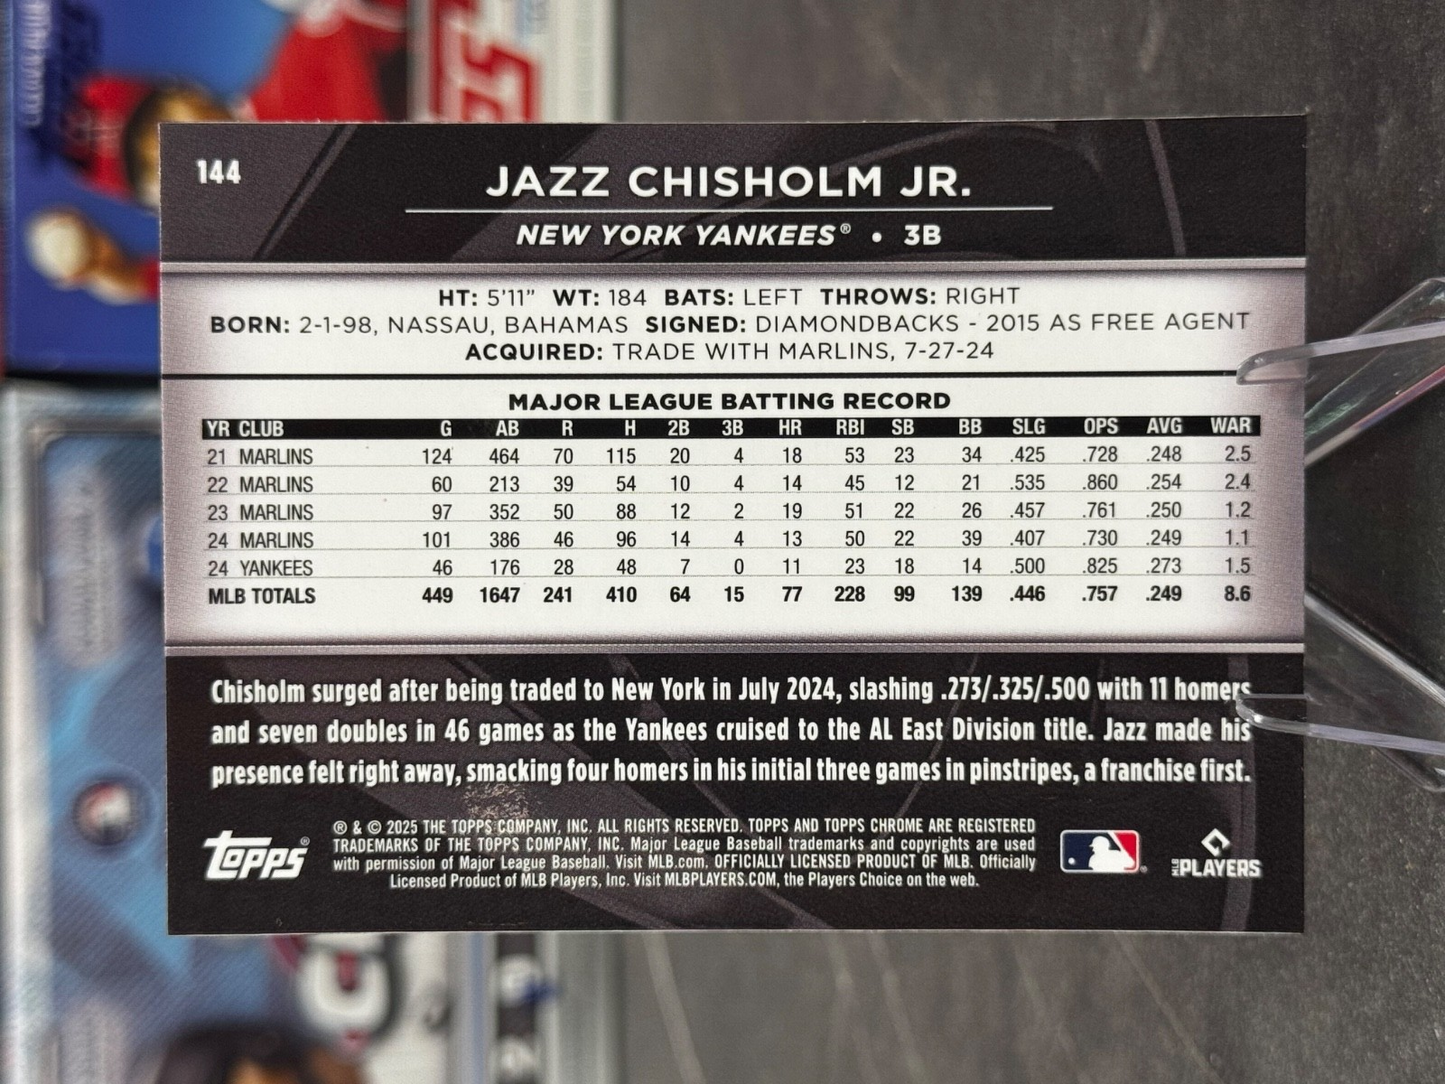 144
JAZZ CHISHOLM JR.
NEW YORK YANKEES® • 3B
HT: 5'11" WT: 184 BATS: LEFT THROWS: RIGHT
BORN: 2-1-98, NASSAU, BAHAMAS SIGNED: DIAMONDBACKS - 2015 AS FREE AGENT
ACQUIRED: TRADE WITH MARLINS, 7-27-24
MAJOR LEAGUE BATTING RECORD
YR CLUB G AB R H 2B 3B HR RBI SB BB SLG OPS AVG WAR
21 MARLINS 124 464 70 115 20 4 18 53 23 34 .425 .728 .248 2.5
22 MARLINS 60 213 39 54 10 4 14 45 12 21 .535 .860 .254 2.4
23 MARLINS 97 352 50 88 12 2 19 51 22 26 .457 .761 .250 1.2
24 MARLINS 101 386 46 96 14 4 13 50 22 39 .407 .730 .249 1.1
24 YANKEES 46 176 28 48 7 0 11 23 18 14 .500 .825 .273 1.5
MLB TOTALS 449 1647 241 410 64 15 77 228 99 139 .446 .757 .249 8.6
Chisholm surged after being traded to New York in July 2024, slashing .273/.325/.500 with 11 homers
and seven doubles in 46 games as the Yankees cruised to the AL East Division title. Jazz made his
presence felt right away, smacking four homers in his initial three games in pinstripes, a franchise first.
topps®
® & © 2025 THE TOPPS COMPANY, INC. ALL RIGHTS RESERVED. TOPPS AND TOPPS CHROME ARE REGISTERED
TRADEMARKS OF THE TOPPS COMPANY, INC. Major League Baseball trademarks and copyrights are used
with permission of Major League Baseball. Visit MLB.com. OFFICIALLY LICENSED PRODUCT OF MLB. Officially
Licensed Product of MLB Players, Inc. Visit MLBPLAYERS.COM, the Players Choice on the web.
MLB PLAYERS